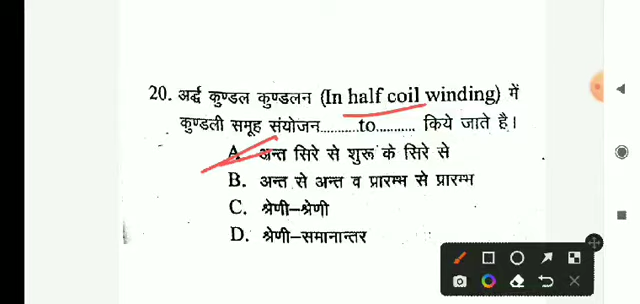 20. अर्द्ध कुण्डल कुण्डलन (In half coil winding) में
कुण्डली समूह संयोजन...........to........... किये जाते है।
A. अन्त सिरे से शुरू के सिरे से
B. अन्त से अन्त व प्रारम्भ से प्रारम्भ
C. श्रेणी–श्रेणी
D. श्रेणी–समानान्तर